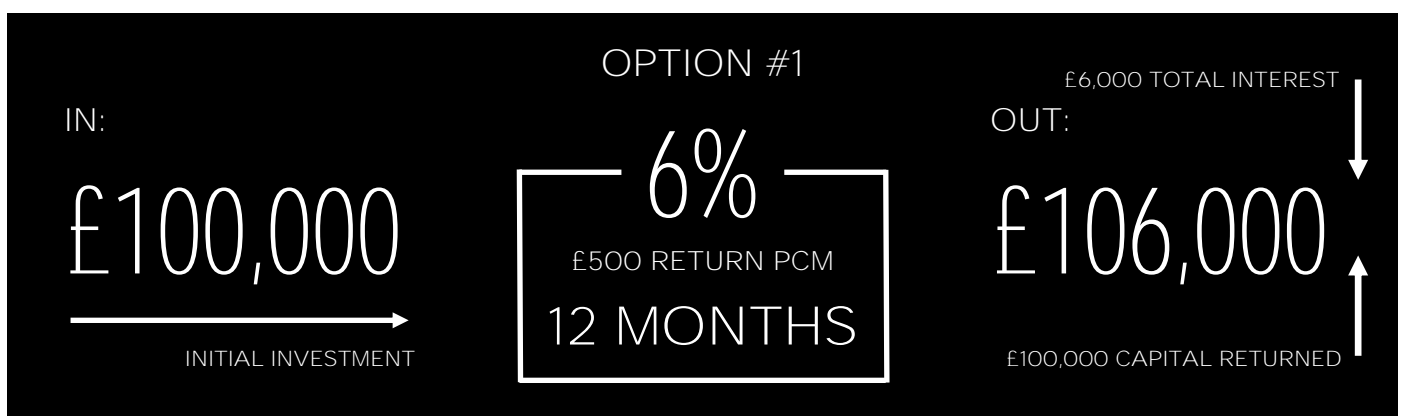 OPTION #1
IN:
£100,000
INITIAL INVESTMENT
6%
£500 RETURN PCM
12 MONTHS
£6,000 TOTAL INTEREST
OUT:
£106,000
£100,000 CAPITAL RETURNED